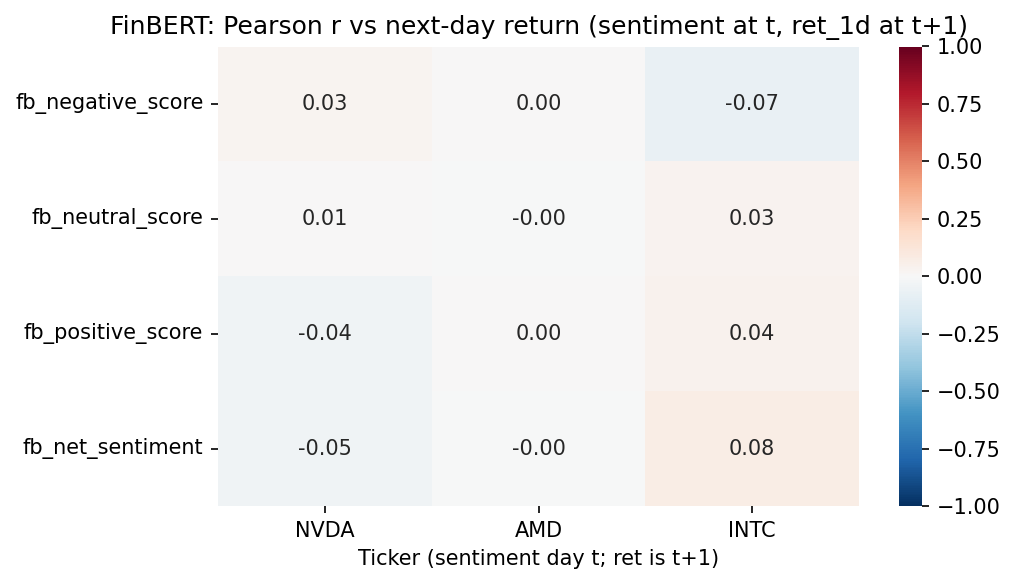 FinBERT: Pearson r vs next-day return (sentiment at t, ret_1d at t+1)
fb_negative_score 0.03 0.00 -0.07
fb_neutral_score 0.01 -0.00 0.03
fb_positive_score -0.04 0.00 0.04
fb_net_sentiment -0.05 -0.00 0.08
NVDA AMD INTC
Ticker (sentiment day t; ret is t+1)
1.00
0.75
0.50
0.25
0.00
−0.25
−0.50
−0.75
−1.00